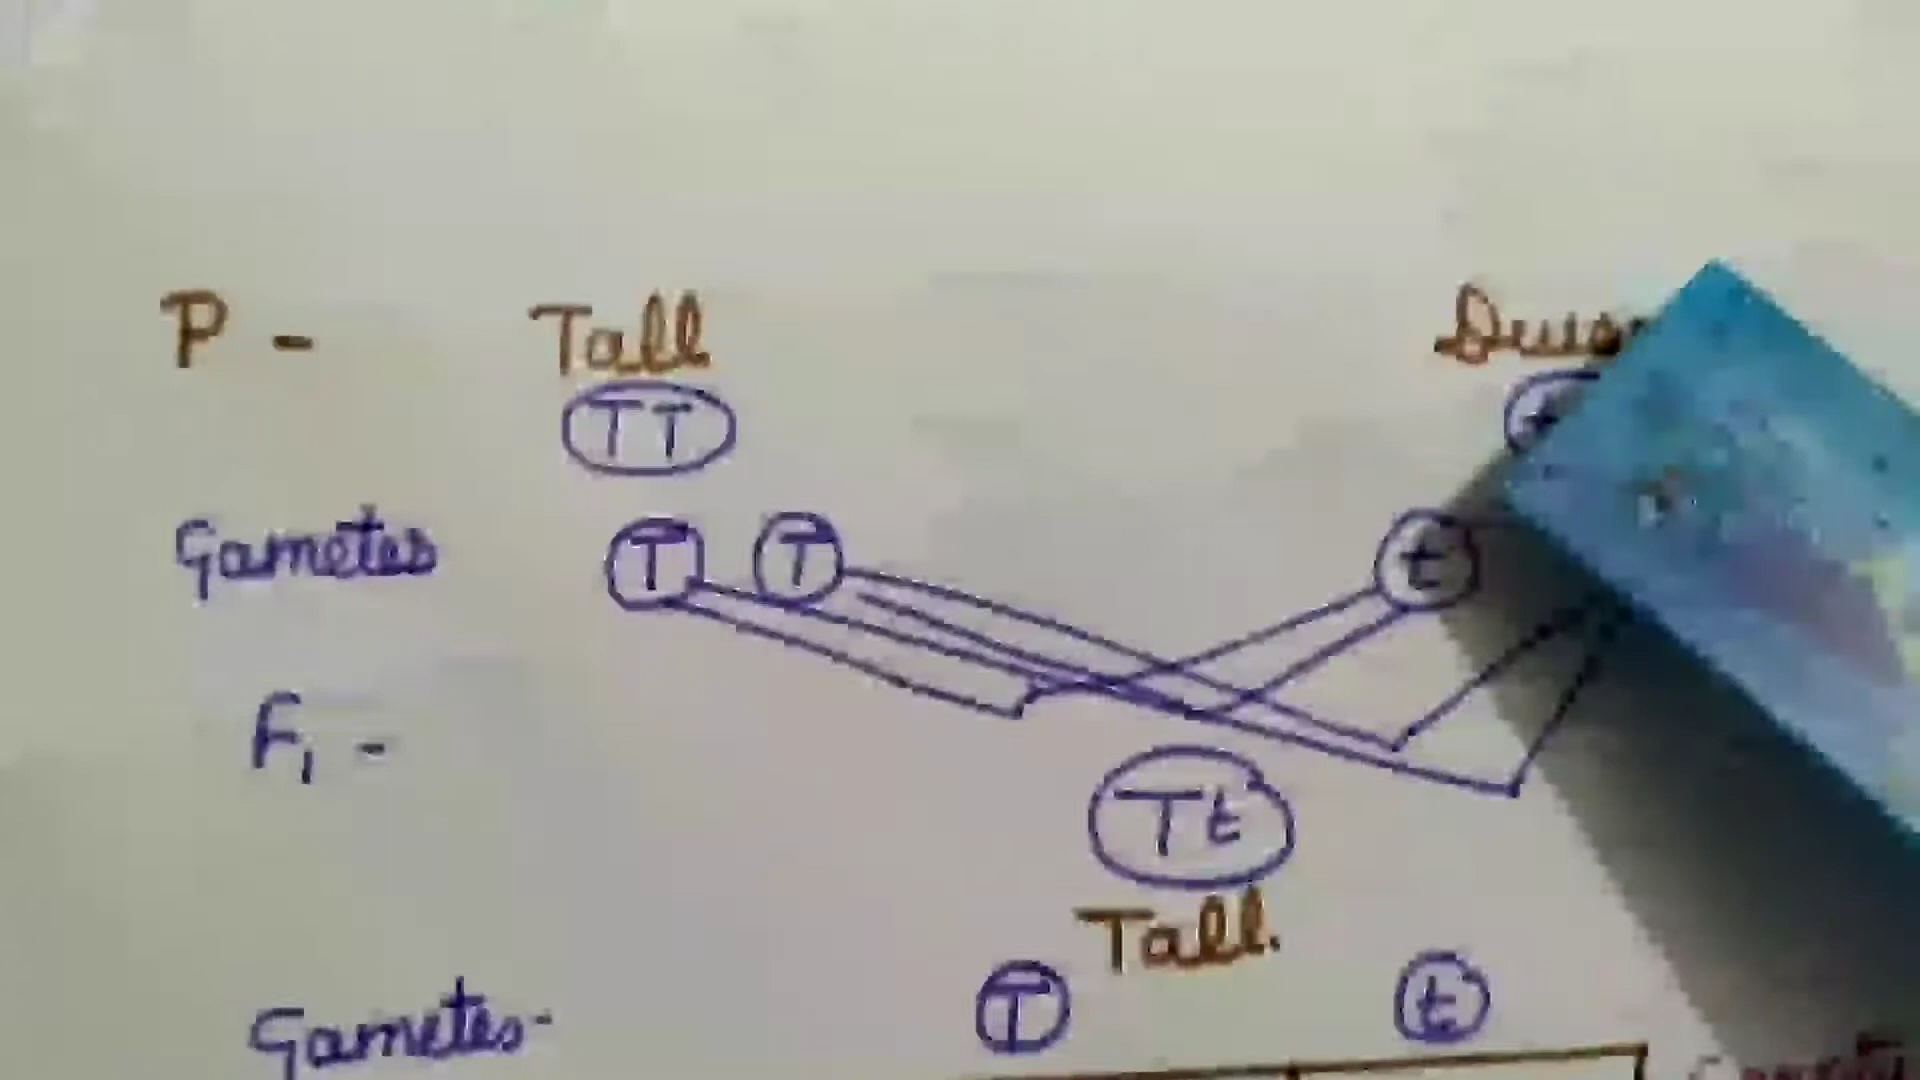 P - Tall
TT
Gametes T T t
F1 -
Tt
Tall.
T t
Gametes-